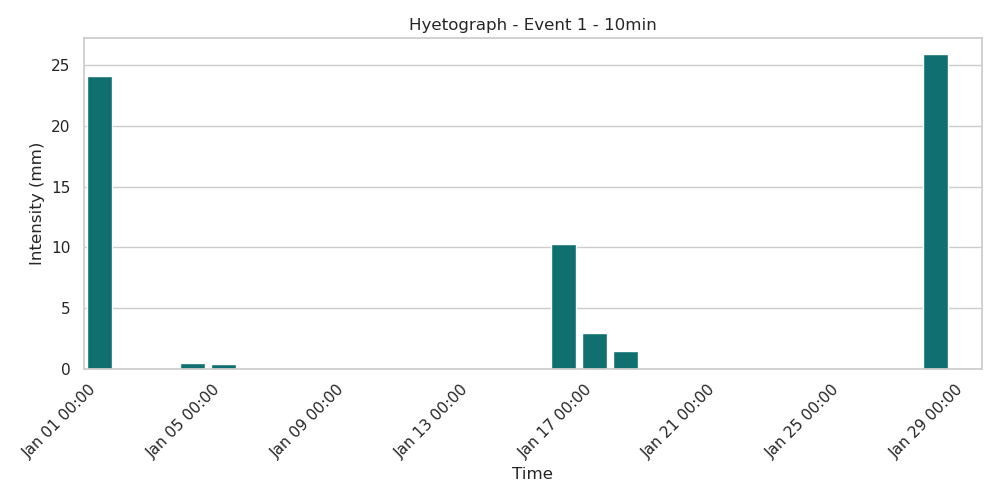 Hyetograph - Event 1 - 10min
Intensity (mm)
25
20
15
10
5
0
Jan 01 00:00
Jan 05 00:00
Jan 09 00:00
Jan 13 00:00
Jan 17 00:00
Jan 21 00:00
Jan 25 00:00
Jan 29 00:00
Time